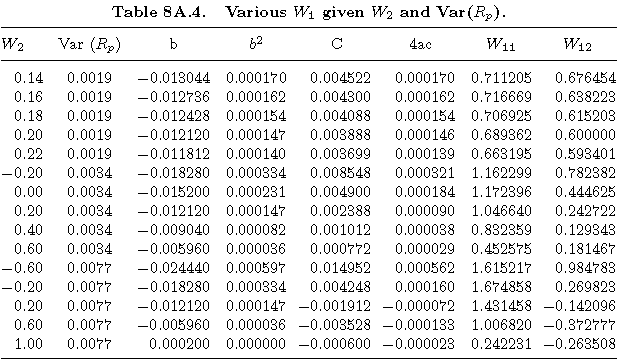 Table 8A.4. Various W₁ given W₂ and Var(Rₚ).
W₂ Var (Rₚ) b b² C 4ac W₁₁ W₁₂
0.14 0.0019 −0.013044 0.000170 0.004522 0.000170 0.711205 0.676454
0.16 0.0019 −0.012736 0.000162 0.004300 0.000162 0.716669 0.638223
0.18 0.0019 −0.012428 0.000154 0.004088 0.000154 0.706925 0.615203
0.20 0.0019 −0.012120 0.000147 0.003888 0.000146 0.689362 0.600000
0.22 0.0019 −0.011812 0.000140 0.003699 0.000139 0.663195 0.593401
−0.20 0.0034 −0.018280 0.000334 0.008548 0.000321 1.162299 0.782382
0.00 0.0034 −0.015200 0.000231 0.004900 0.000184 1.172396 0.444625
0.20 0.0034 −0.012120 0.000147 0.002388 0.000090 1.046640 0.242722
0.40 0.0034 −0.009040 0.000082 0.001012 0.000038 0.832359 0.129343
0.60 0.0034 −0.005960 0.000036 0.000772 0.000029 0.452575 0.181467
−0.60 0.0077 −0.024440 0.000597 0.014952 0.000562 1.615217 0.984783
−0.20 0.0077 −0.018280 0.000334 0.004248 0.000160 1.674858 0.269823
0.20 0.0077 −0.012120 0.000147 −0.001912 −0.000072 1.431458 −0.142096
0.60 0.0077 −0.005960 0.000036 −0.003528 −0.000133 1.006820 −0.372777
1.00 0.0077 0.000200 0.000000 −0.000600 −0.000023 0.242231 −0.263508